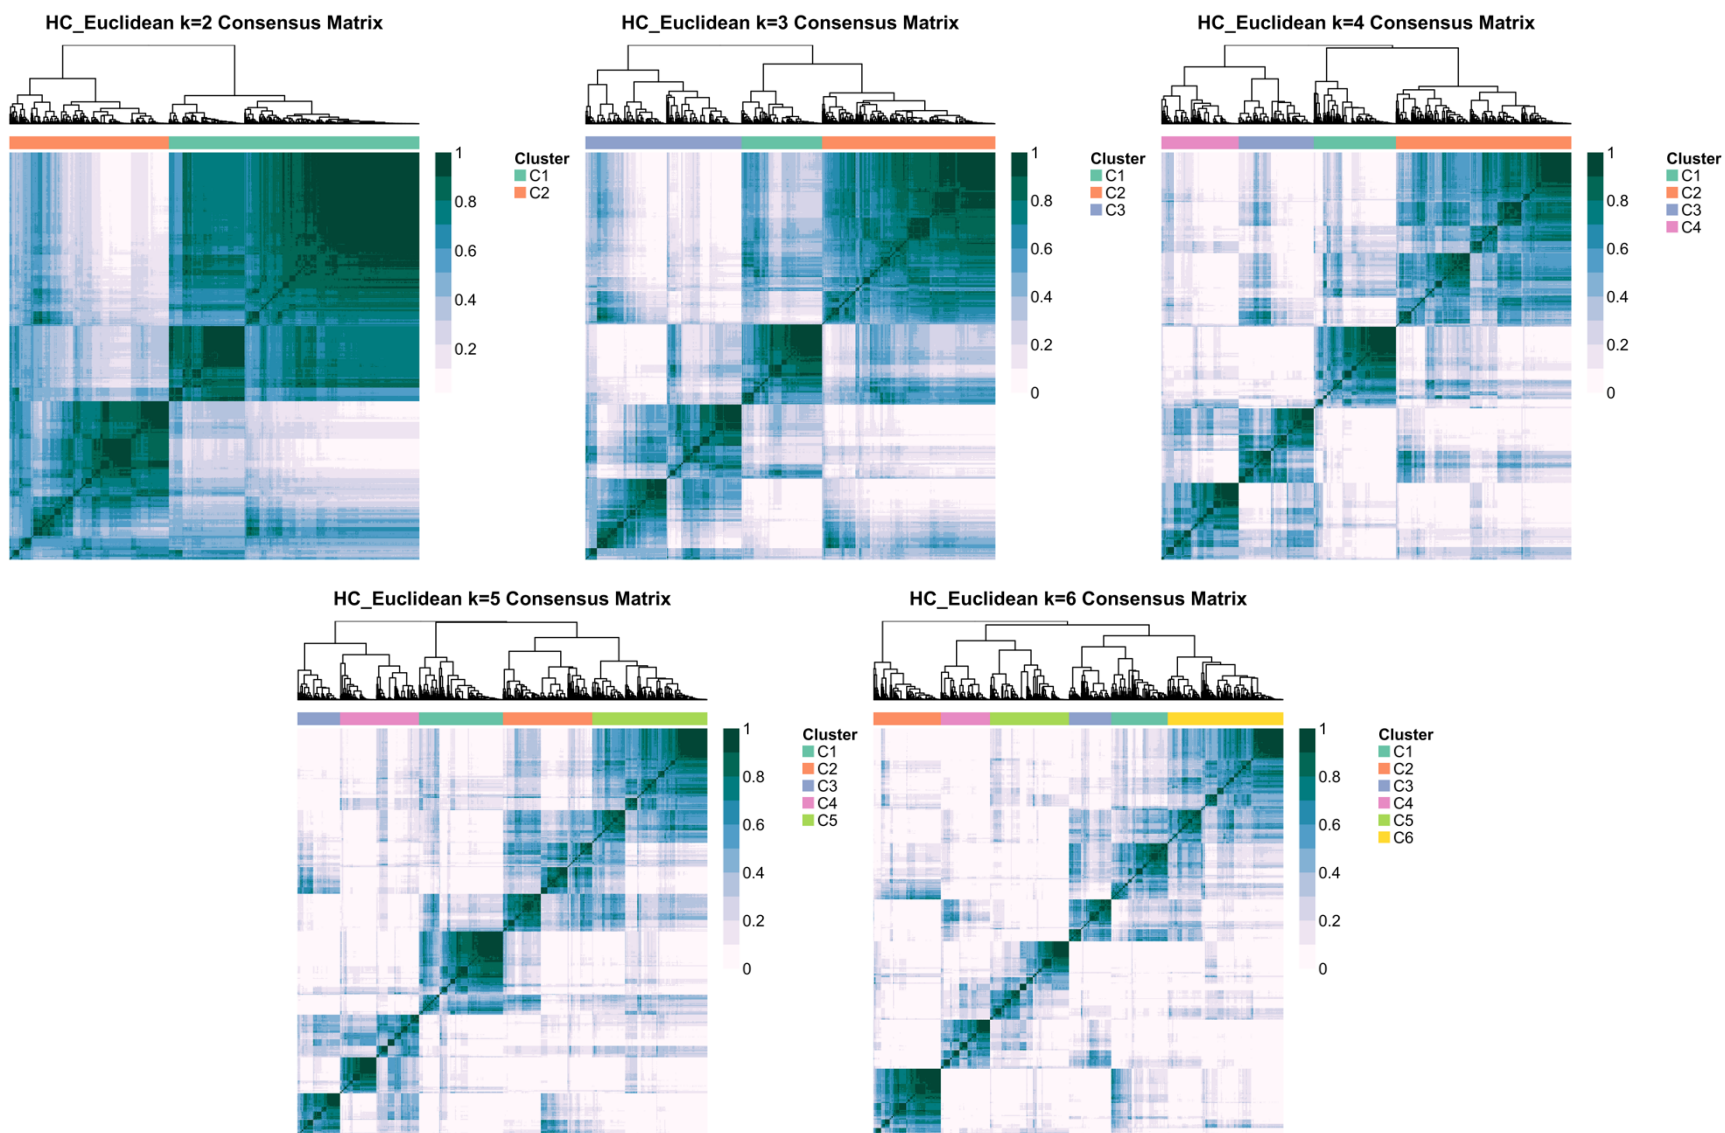 HC_Euclidean k=2 Consensus Matrix
1
0.8
0.6
0.4
0.2
Cluster
C1
C2
HC_Euclidean k=3 Consensus Matrix
1
0.8
0.6
0.4
0.2
0
Cluster
C1
C2
C3
HC_Euclidean k=4 Consensus Matrix
1
0.8
0.6
0.4
0.2
0
Cluster
C1
C2
C3
C4
HC_Euclidean k=5 Consensus Matrix
1
0.8
0.6
0.4
0.2
0
Cluster
C1
C2
C3
C4
C5
HC_Euclidean k=6 Consensus Matrix
1
0.8
0.6
0.4
0.2
0
Cluster
C1
C2
C3
C4
C5
C6